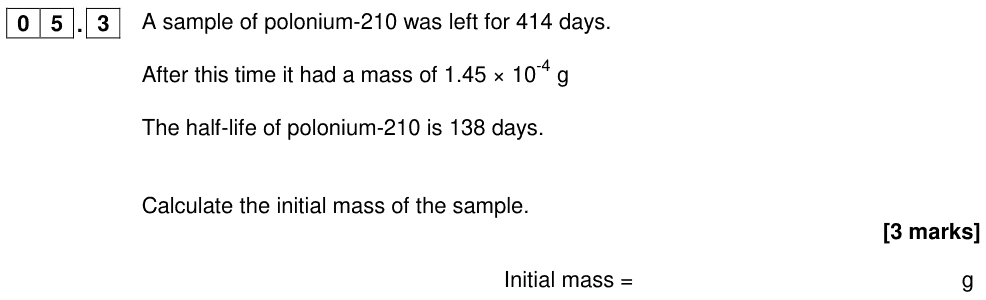 05.3 A sample of polonium-210 was left for 414 days.
After this time it had a mass of 1.45 × 10⁻⁴ g
The half-life of polonium-210 is 138 days.
Calculate the initial mass of the sample.
[3 marks]
Initial mass = g